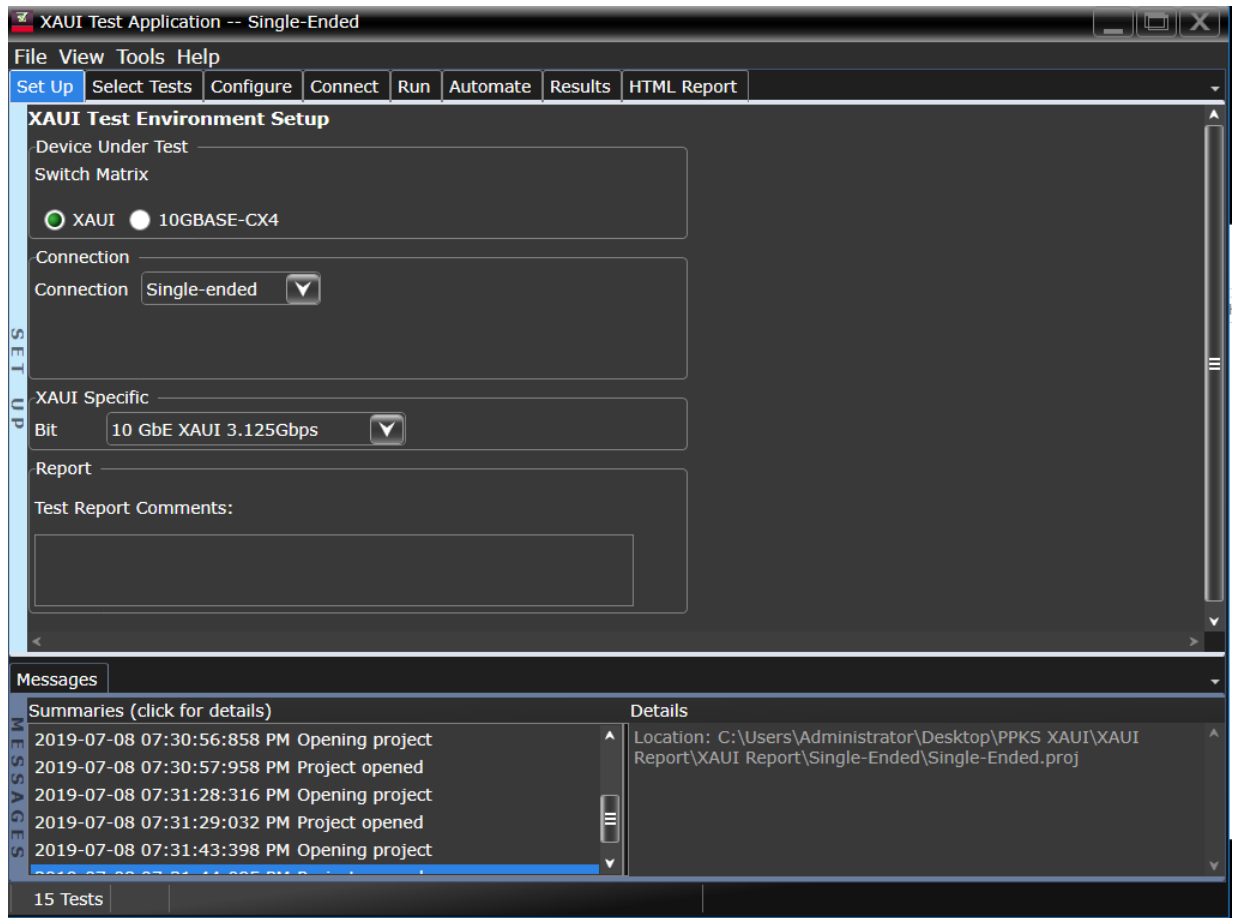 XAUI Test Application -- Single-Ended
File View Tools Help
Set Up Select Tests Configure Connect Run Automate Results HTML Report
XAUI Test Environment Setup
Device Under Test
Switch Matrix
XAUI 10GBASE-CX4
Connection
Connection Single-ended
SET UP
XAUI Specific
Bit 10 GbE XAUI 3.125Gbps
Report
Test Report Comments:
Messages
MESSAGES
Summaries (click for details)
2019-07-08 07:30:56:858 PM Opening project
2019-07-08 07:30:57:958 PM Project opened
2019-07-08 07:31:28:316 PM Opening project
2019-07-08 07:31:29:032 PM Project opened
2019-07-08 07:31:43:398 PM Opening project
Details
Location: C:\Users\Administrator\Desktop\PPKS XAUI\XAUI
Report\XAUI Report\Single-Ended\Single-Ended.proj
15 Tests